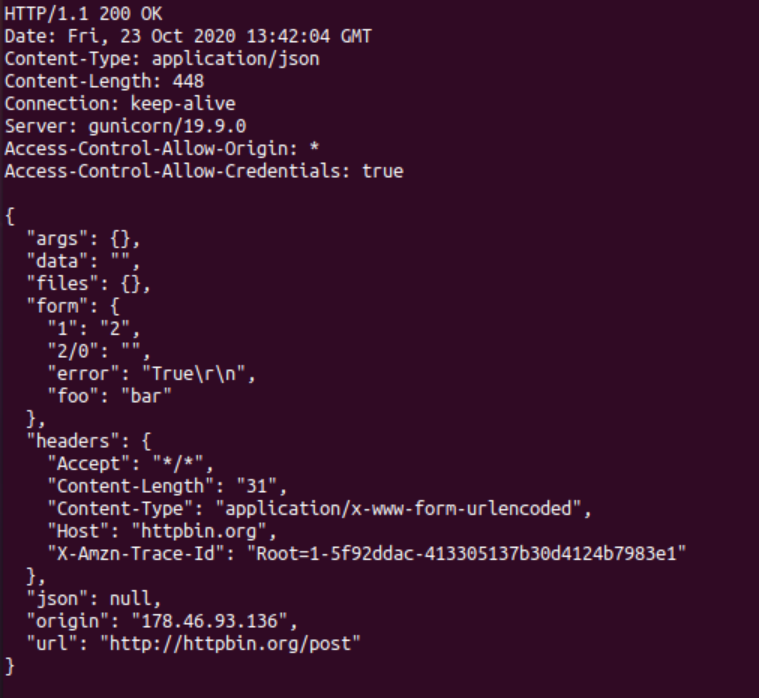 HTTP/1.1 200 OK
Date: Fri, 23 Oct 2020 13:42:04 GMT
Content-Type: application/json
Content-Length: 448
Connection: keep-alive
Server: gunicorn/19.9.0
Access-Control-Allow-Origin: *
Access-Control-Allow-Credentials: true

{
  "args": {},
  "data": "",
  "files": {},
  "form": {
    "1": "2",
    "2/0": "",
    "error": "True\r\n",
    "foo": "bar"
  },
  "headers": {
    "Accept": "*/*",
    "Content-Length": "31",
    "Content-Type": "application/x-www-form-urlencoded",
    "Host": "httpbin.org",
    "X-Amzn-Trace-Id": "Root=1-5f92ddac-413305137b30d4124b7983e1"
  },
  "json": null,
  "origin": "178.46.93.136",
  "url": "http://httpbin.org/post"
}